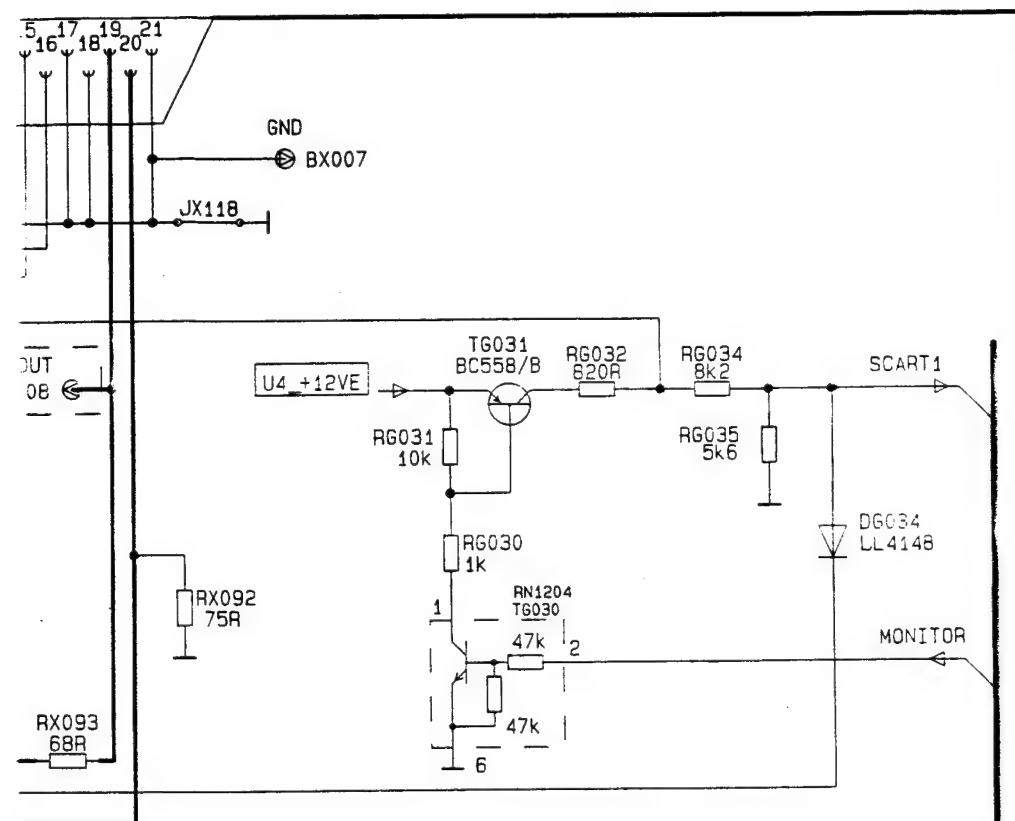 15 17 19 21
16 18 20
GND
BX007
JX118
OUT
08
U4_+12VE
TG031
BC558/B
RG032
820R
RG034
8k2
SCART1
RG031
10k
RG035
5k6
DG034
LL4148
RG030
1k
RX092
75R
RN1204
TG030
1
47k
2
MONITOR
47k
6
RX093
68R